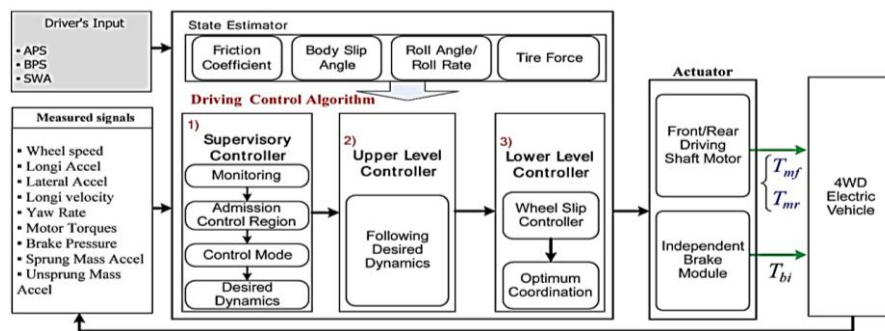 Driver's Input
▪ APS
▪ BPS
▪ SWA
Measured signals
▪ Wheel speed
▪ Longi Accel
▪ Lateral Accel
▪ Longi velocity
▪ Yaw Rate
▪ Motor Torques
▪ Brake Pressure
▪ Sprung Mass Accel
▪ Unsprung Mass
Accel
State Estimator
Friction
Coefficient
Body Slip
Angle
Roll Angle/
Roll Rate
Tire Force
Driving Control Algorithm
1)
Supervisory
Controller
Monitoring
Admission
Control Region
Control Mode
Desired
Dynamics
2)
Upper Level
Controller
Following
Desired
Dynamics
3)
Lower Level
Controller
Wheel Slip
Controller
Optimum
Coordination
Actuator
Front/Rear
Driving
Shaft Motor
Independent
Brake
Module
T_mf
T_mr
T_bi
4WD
Electric
Vehicle